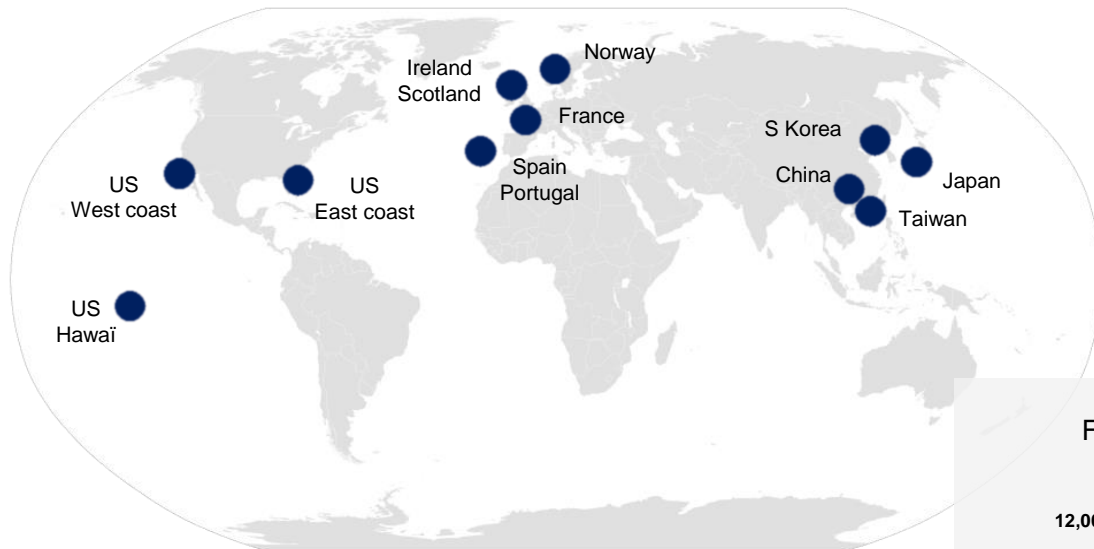 Norway
Ireland
Scotland
France
S Korea
Spain
Portugal
China
Japan
US
West coast
US
East coast
Taiwan
US
Hawaï
F
12,00